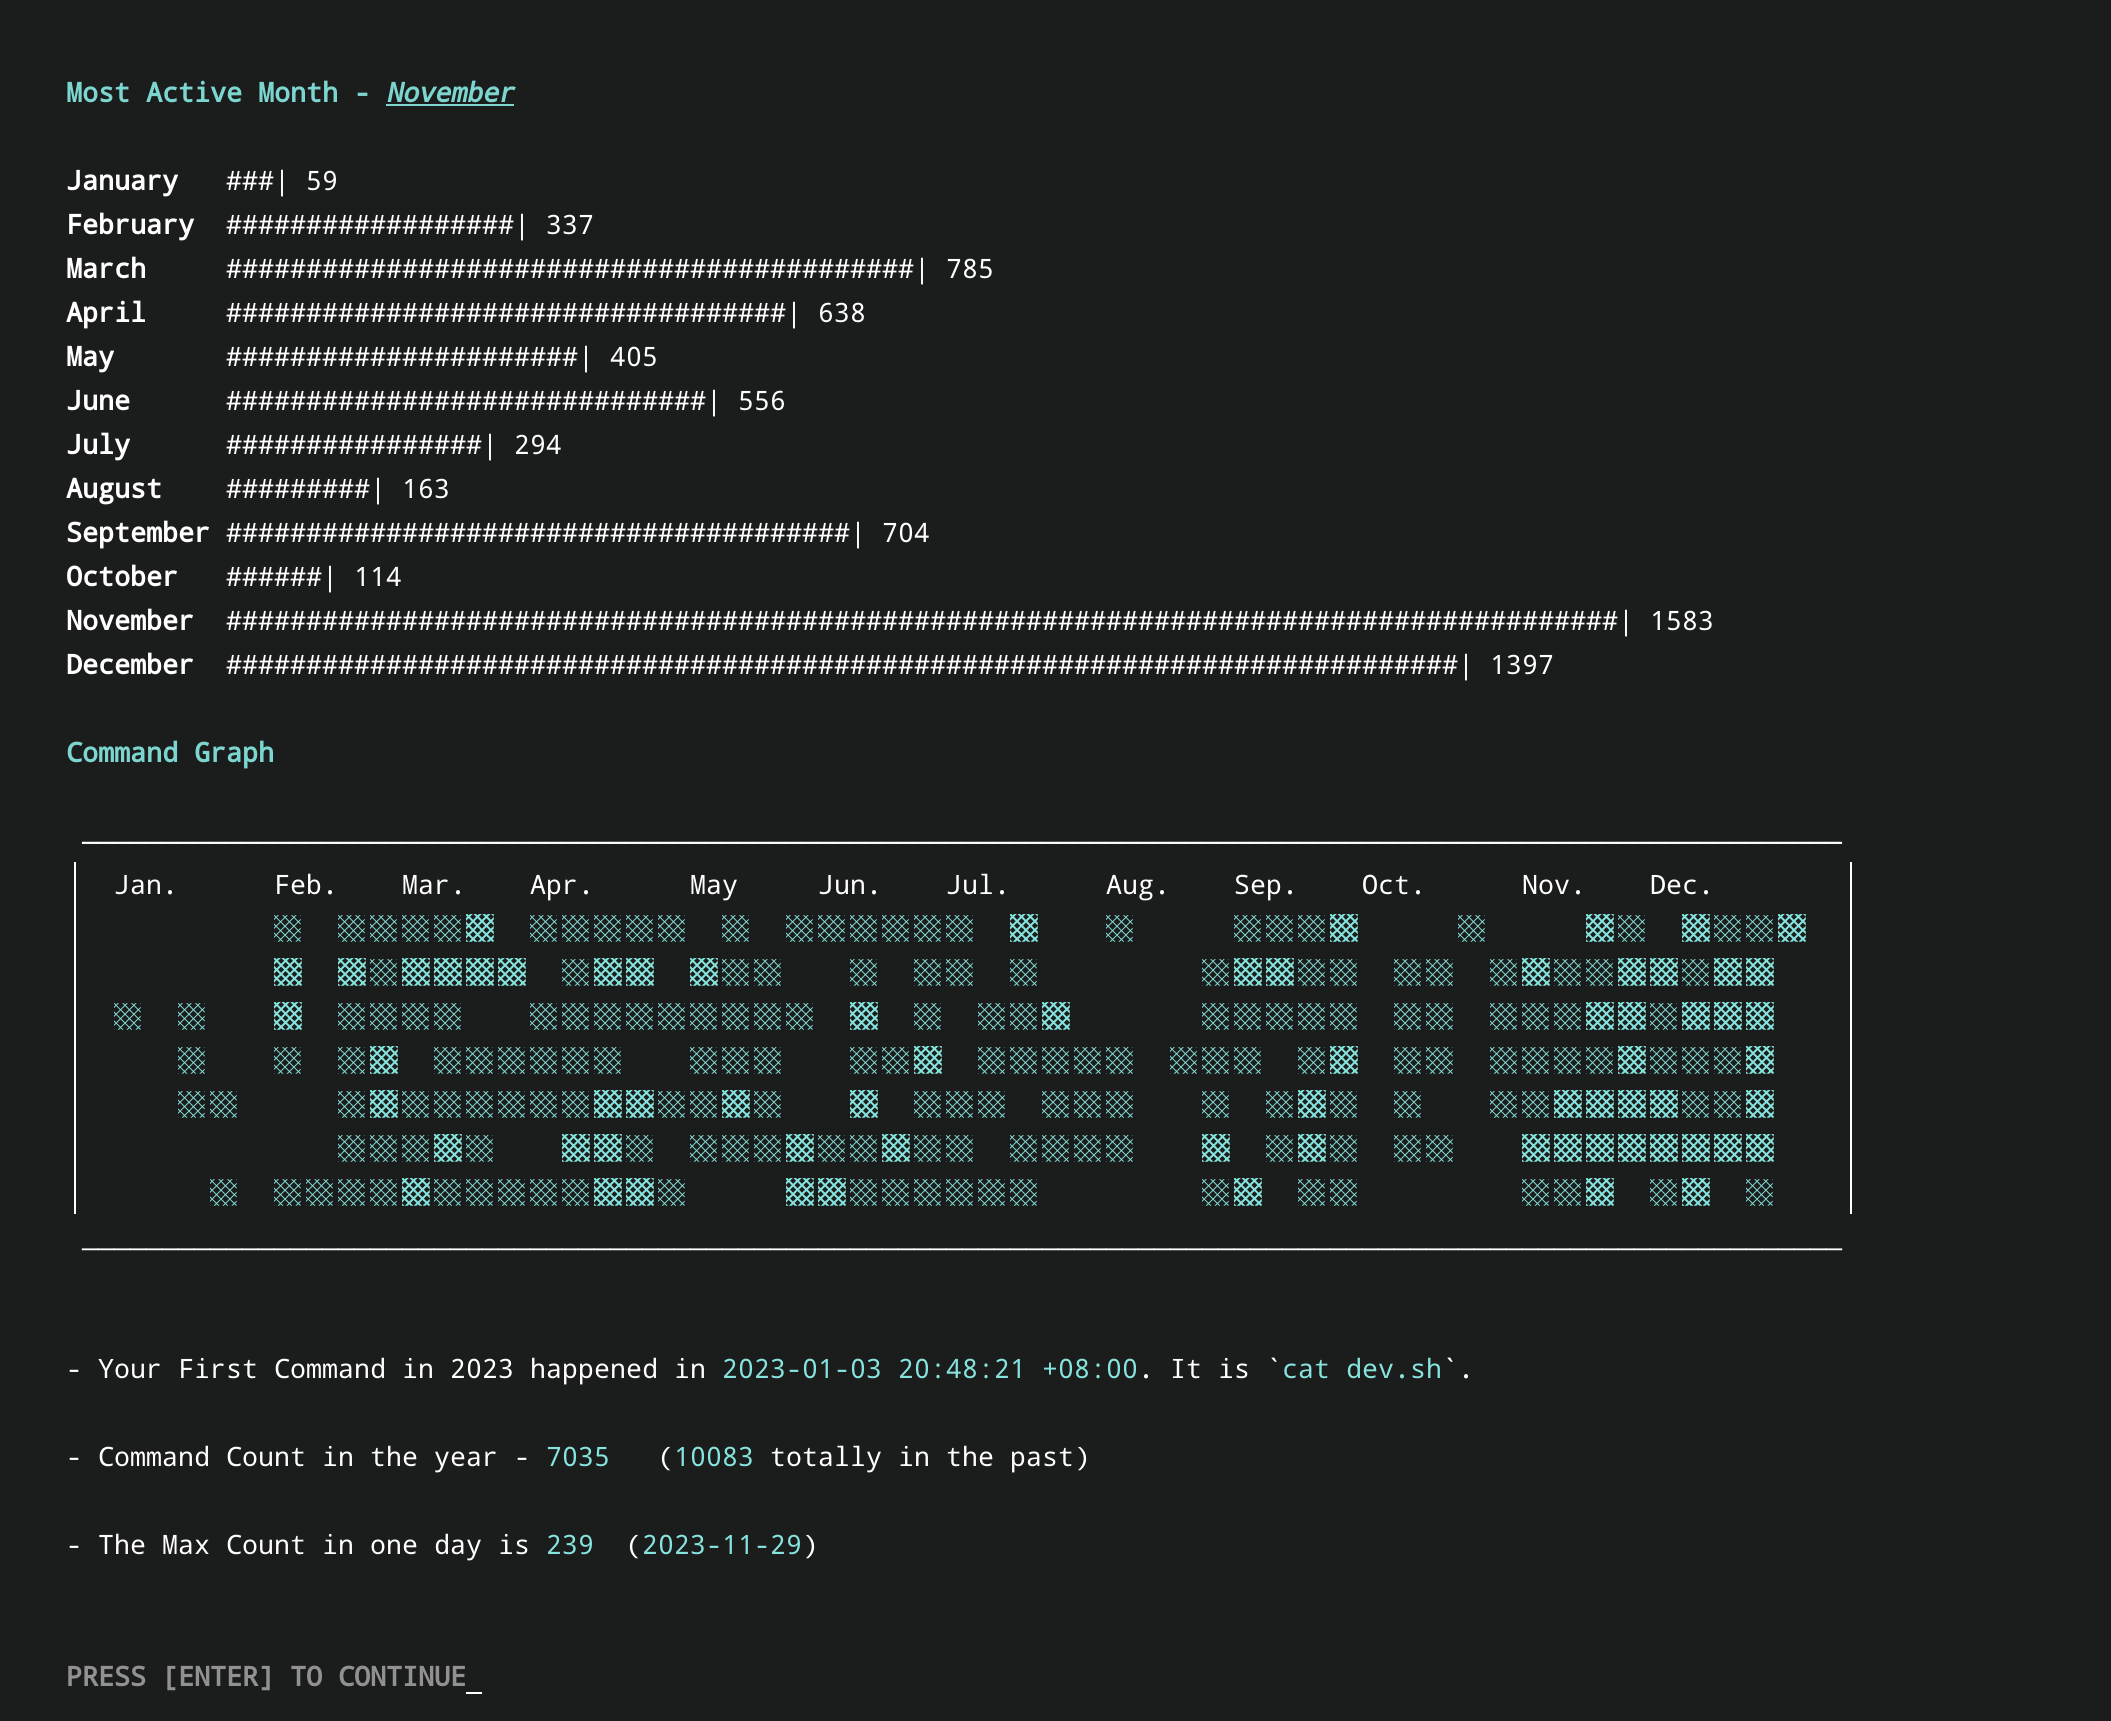 Most Active Month - November
January   ###| 59
February  ##################| 337
March     ###########################################| 785
April     ###################################| 638
May       ######################| 405
June      ##############################| 556
July      ################| 294
August    #########| 163
September #######################################| 704
October   ######| 114
November  #######################################################################################| 1583
December  #############################################################################| 1397
Command Graph
Jan. Feb. Mar. Apr. May Jun. Jul. Aug. Sep. Oct. Nov. Dec.
- Your First Command in 2023 happened in 2023-01-03 20:48:21 +08:00. It is `cat dev.sh`.
- Command Count in the year - 7035   (10083 totally in the past)
- The Max Count in one day is 239  (2023-11-29)
PRESS [ENTER] TO CONTINUE_